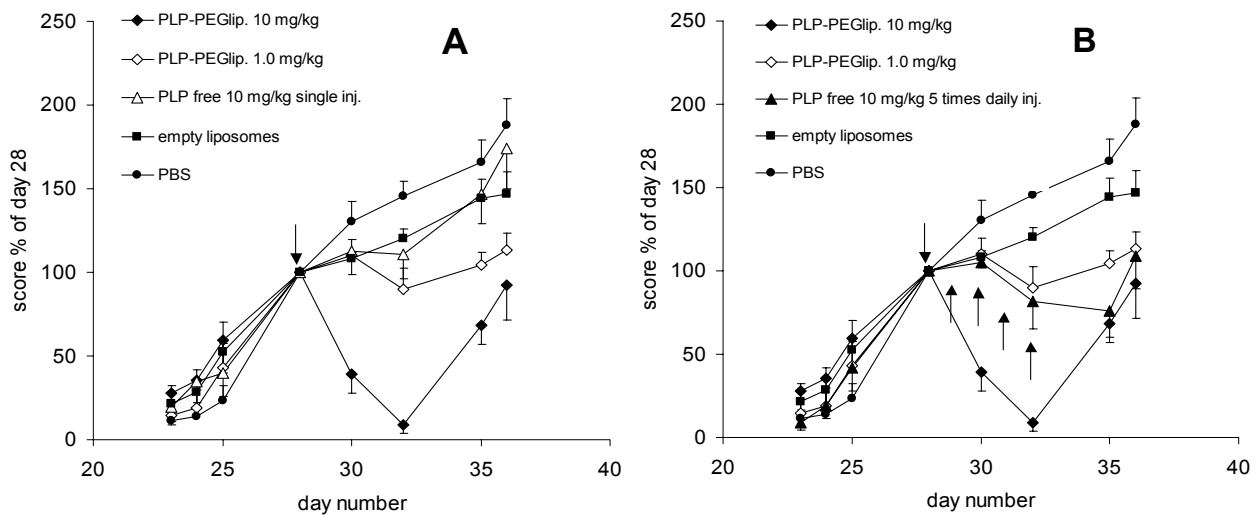 A
PLP-PEGlip. 10 mg/kg
PLP-PEGlip. 1.0 mg/kg
PLP free 10 mg/kg single inj.
empty liposomes
PBS
score % of day 28
250
200
150
100
50
0
20
25
30
35
40
day number
B
PLP-PEGlip. 10 mg/kg
PLP-PEGlip. 1.0 mg/kg
PLP free 10 mg/kg 5 times daily inj.
empty liposomes
PBS
score % of day 28
250
200
150
100
50
0
20
25
30
35
40
day number